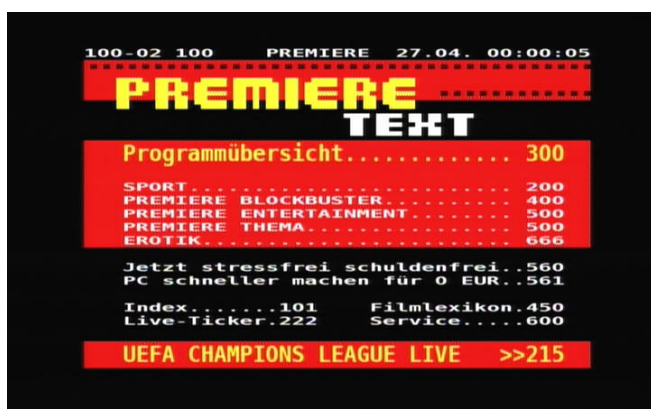 100-02 100 PREMIERE 27.04. 00:00:05
PREMIERE
TEXT
Programmübersicht............. 300
SPORT......................... 200
PREMIERE BLOCKBUSTER.......... 400
PREMIERE ENTERTAINMENT........ 500
PREMIERE THEMA................ 500
EROTIK........................ 666
Jetzt stressfrei schuldenfrei..560
PC schneller machen für 0 EUR..561
Index.......101 Filmlexikon.450
Live-Ticker.222 Service.....600
UEFA CHAMPIONS LEAGUE LIVE >>215